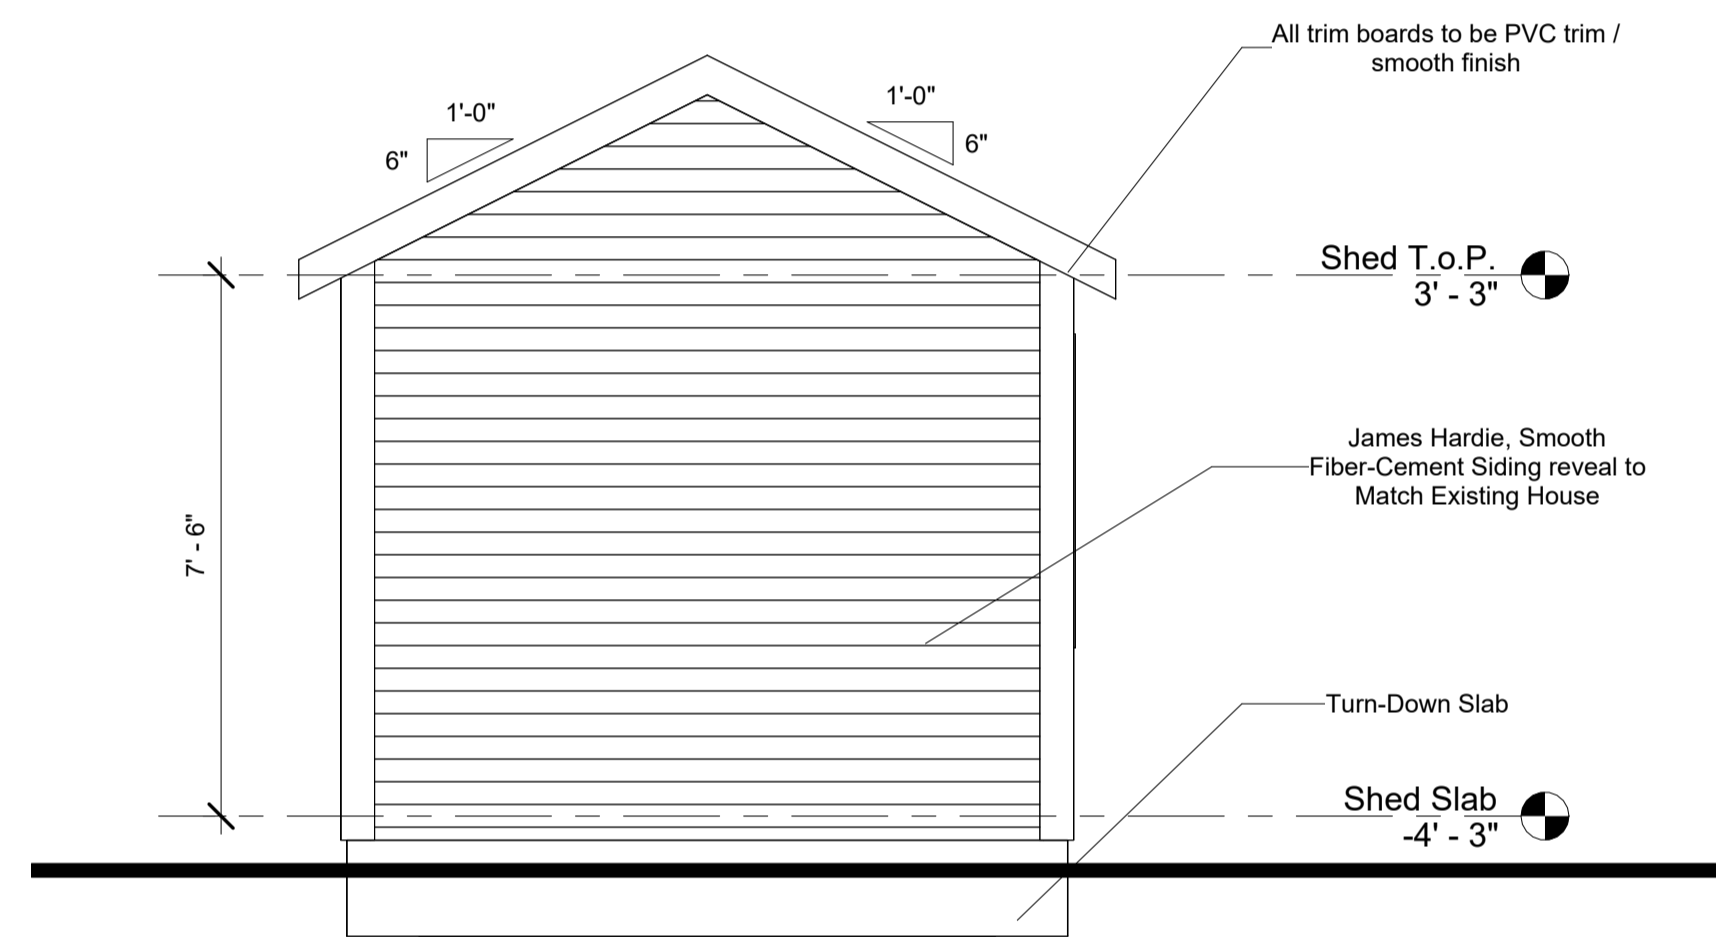 All trim boards to be PVC trim /
smooth finish
1'-0"
6"
1'-0"
6"
Shed T.o.P.
3' - 3"
James Hardie, Smooth
Fiber-Cement Siding reveal to
Match Existing House
7' - 6"
Turn-Down Slab
Shed Slab
-4' - 3"